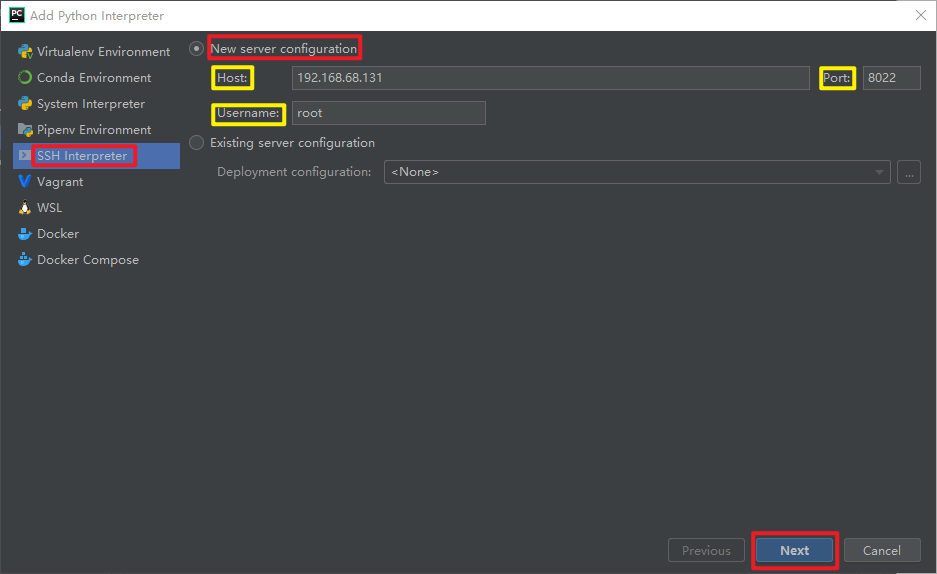 PC Add Python Interpreter
Virtualenv Environment
Conda Environment
System Interpreter
Pipenv Environment
SSH Interpreter
Vagrant
WSL
Docker
Docker Compose
New server configuration
Host: 192.168.68.131 Port: 8022
Username: root
Existing server configuration
Deployment configuration: <None> ...
Previous Next Cancel